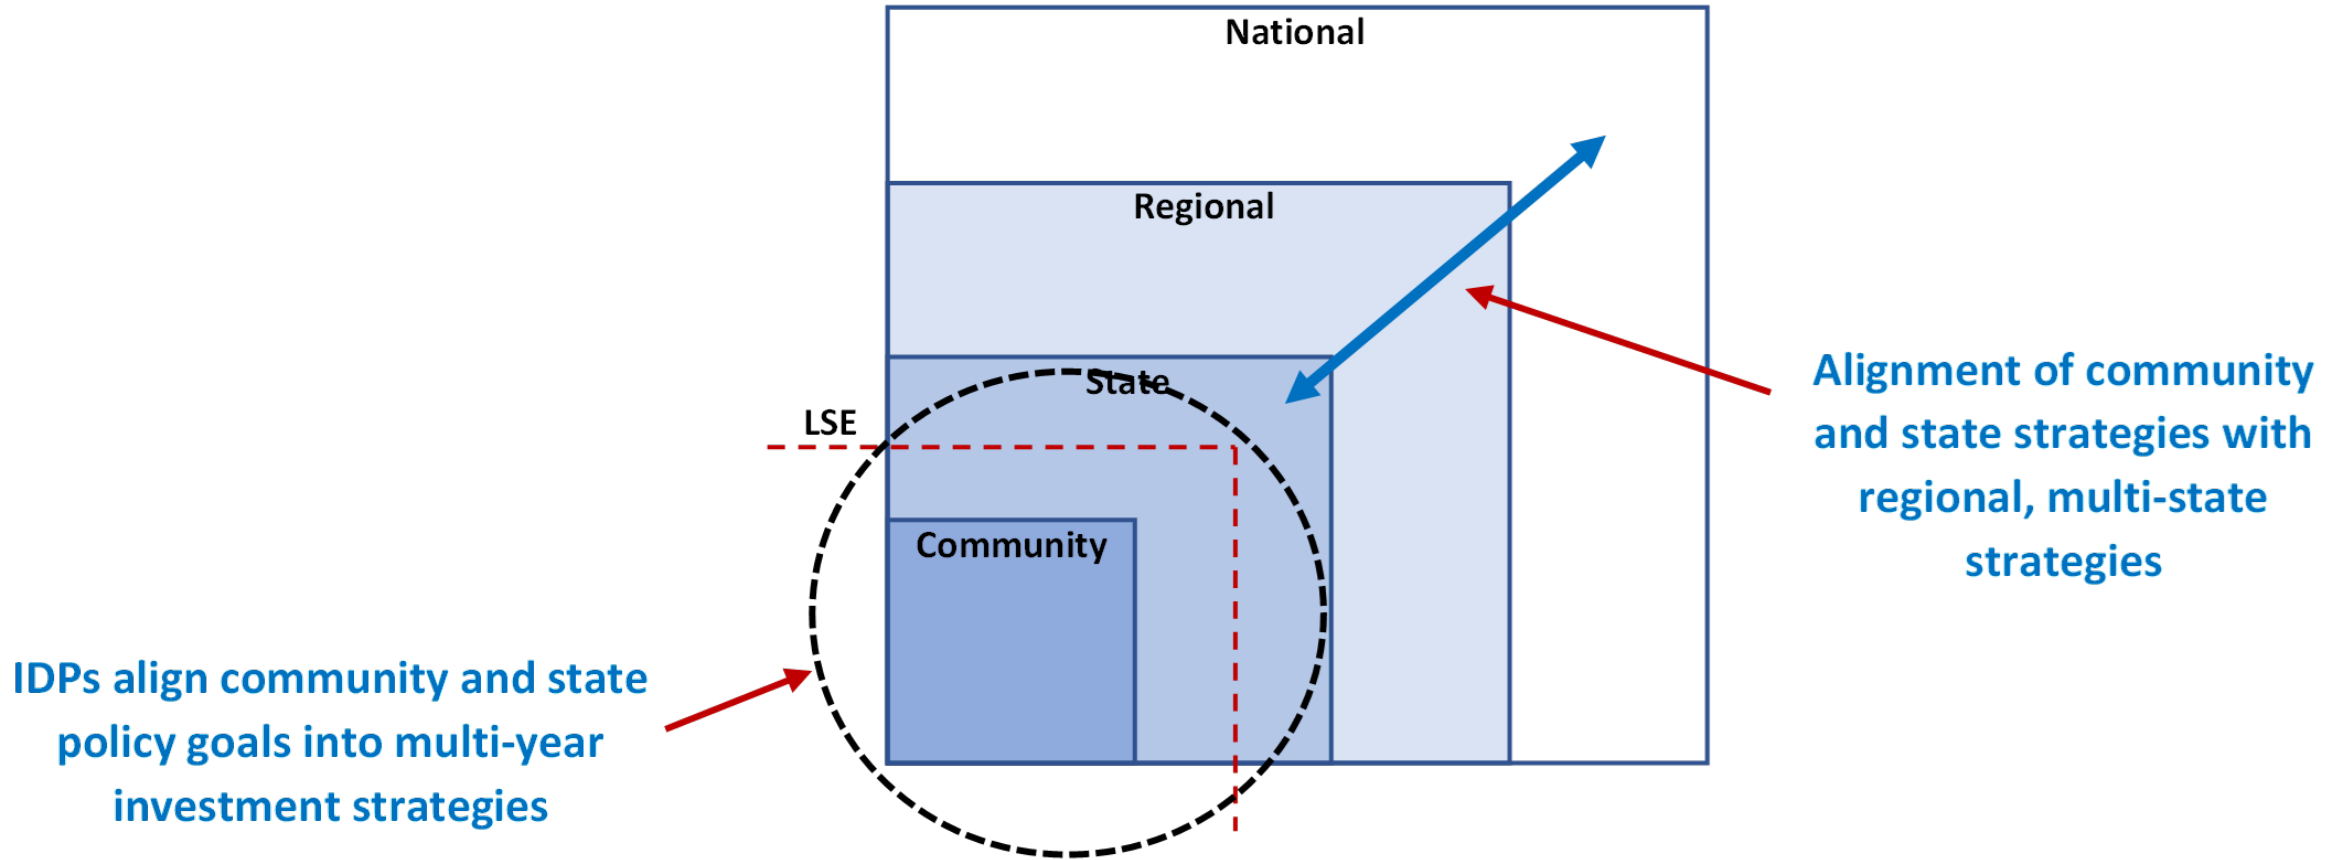 National
Regional
State
LSE
Community
Alignment of community
and state strategies with
regional, multi-state
strategies
IDPs align community and state
policy goals into multi-year
investment strategies